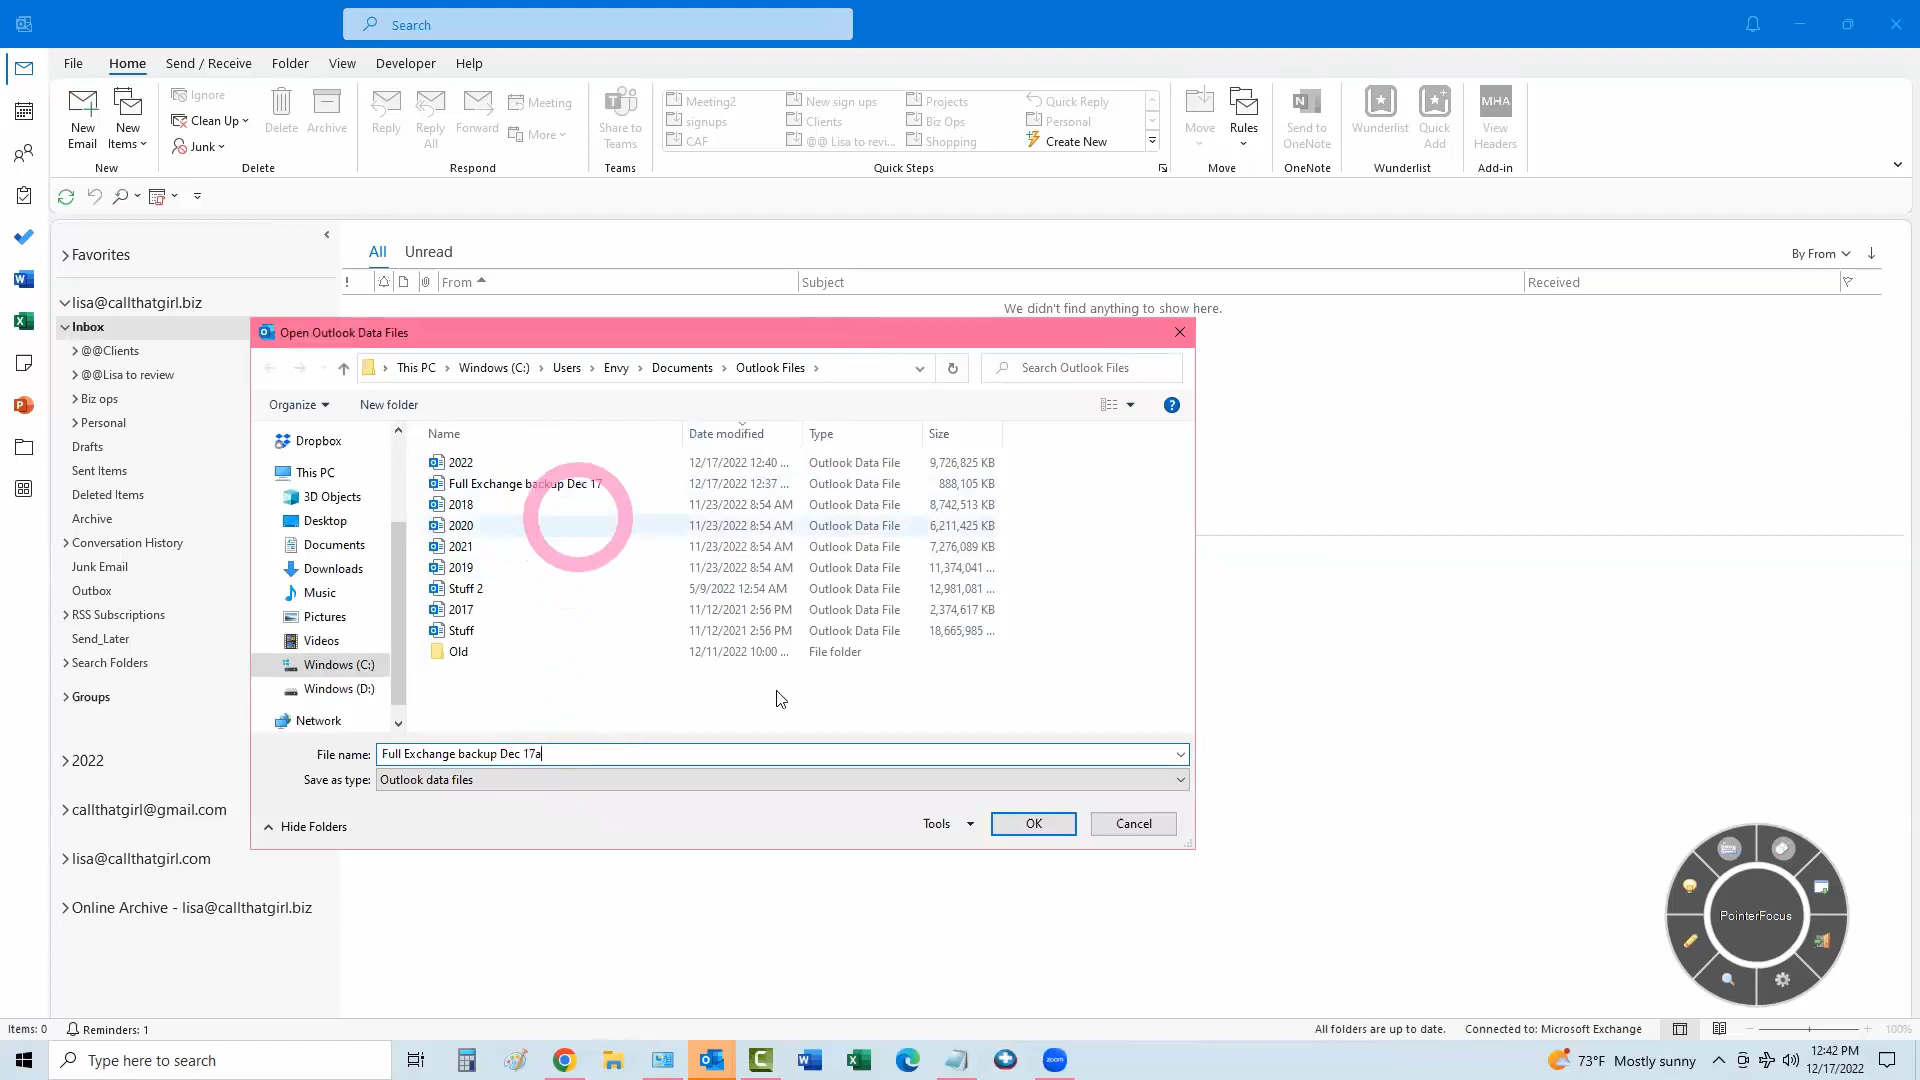 Search
File Home Send / Receive Folder View Developer Help
New Email
New Items
Ignore
Clean Up
Junk
Delete
Archive
Reply
Reply All
Forward
Meeting
More
Share to Teams
Meeting2
signups
CAF
New sign ups
Clients
@@ Lisa to revi...
Projects
Biz Ops
Shopping
Quick Reply
Personal
Create New
Move
Rules
N
Send to OneNote
Wunderlist
Quick Add
MHA
View Headers
New Delete Respond Teams Quick Steps Move OneNote Wunderlist Add-in
Favorites
All Unread
By From
! From Subject Received
We didn't find anything to show here.
lisa@callthatgirl.biz
Inbox
@@Clients
@@Lisa to review
Biz ops
Personal
Drafts
Sent Items
Deleted Items
Archive
Conversation History
Junk Email
Outbox
RSS Subscriptions
Send_Later
Search Folders
Groups
2022
callthatgirl@gmail.com
lisa@callthatgirl.com
Online Archive - lisa@callthatgirl.biz
Open Outlook Data Files
This PC Windows (C:) Users Envy Documents Outlook Files
Search Outlook Files
Organize New folder
?
Dropbox
This PC
3D Objects
Desktop
Documents
Downloads
Music
Pictures
Videos
Windows (C:)
Windows (D:)
Network
Name Date modified Type Size
2022 12/17/2022 12:40 ... Outlook Data File 9,726,825 KB
Full Exchange backup Dec 17 12/17/2022 12:37 ... Outlook Data File 888,105 KB
2018 11/23/2022 8:54 AM Outlook Data File 8,742,513 KB
2020 11/23/2022 8:54 AM Outlook Data File 6,211,425 KB
2021 11/23/2022 8:54 AM Outlook Data File 7,276,089 KB
2019 11/23/2022 8:54 AM Outlook Data File 11,374,041 ...
Stuff 2 5/9/2022 12:54 AM Outlook Data File 12,981,081 ...
2017 11/12/2021 2:56 PM Outlook Data File 2,374,617 KB
Stuff 11/12/2021 2:56 PM Outlook Data File 18,665,985 ...
Old 12/11/2022 10:00 ... File folder
File name: Full Exchange backup Dec 17a
Save as type: Outlook data files
Hide Folders
Tools OK Cancel
PointerFocus
Items: 0 Reminders: 1
All folders are up to date. Connected to: Microsoft Exchange 100%
Type here to search
zoom
73°F Mostly sunny
12:42 PM
12/17/2022